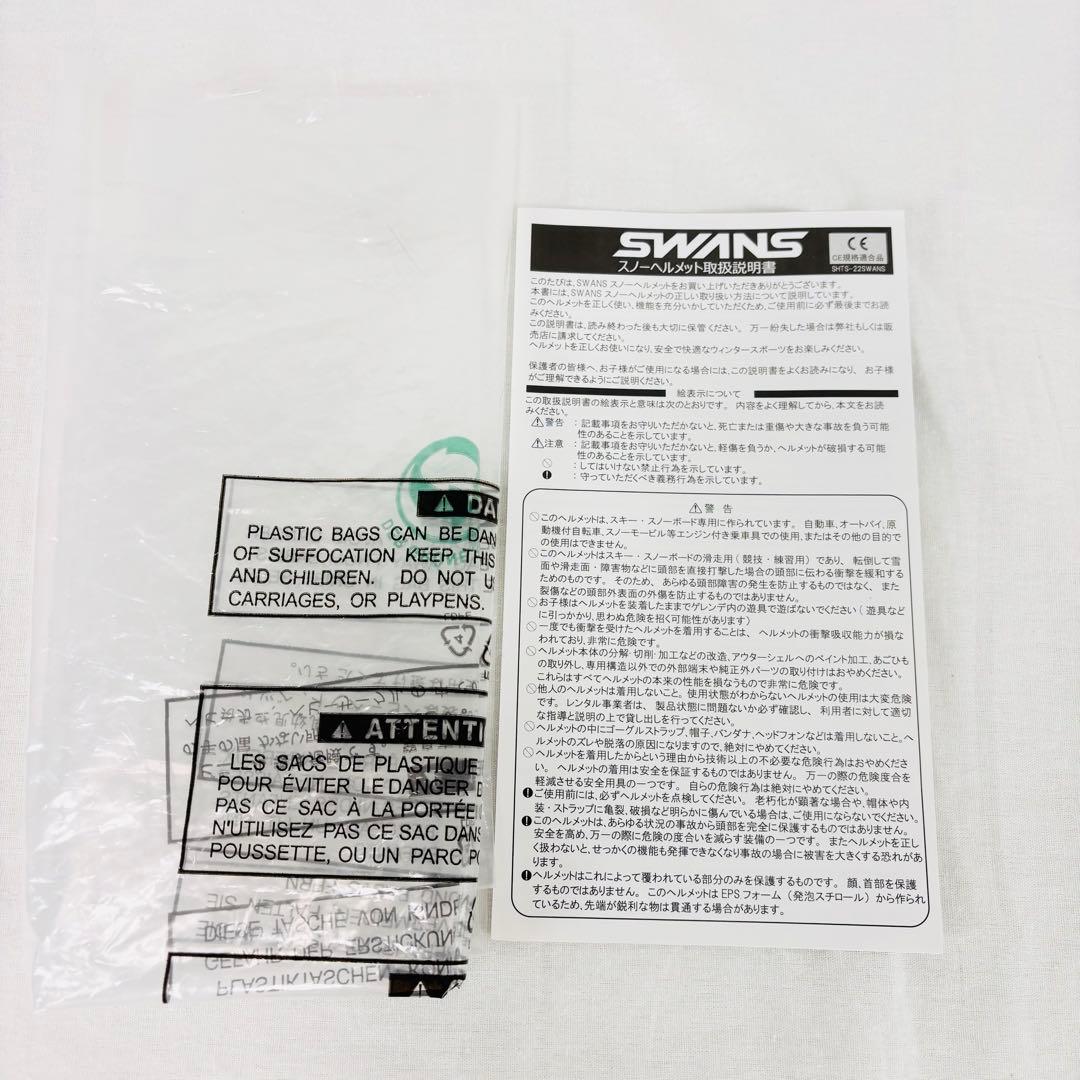 SWANS
スノーヘルメット取扱説明書
CE
CE規格適合品
SHTS-22SWANS
このたびは、SWANS スノーヘルメットをお買い上げいただきありがとうございます。
本書には、SWANS スノーヘルメットの正しい取り扱い方法について説明しています。
このヘルメットを正しく使い、機能を充分いかしていただくため、ご使用前に必ず最後までお読
みください。
この説明書は、読み終わった後も大切に保管ください。 万一紛失した場合は弊社もしくは販
売店に請求してください。
ヘルメットを正しくお使いになり、安全で快適なウィンタースポーツをお楽しみください。
保護者の皆様へ、お子様がご使用になる場合には、この説明書をよくお読みになり、 お子様
がご理解できるようにご説明ください。
絵表示について
この取扱説明書の絵表示と意味は次のとおりです。 内容をよく理解してから、本文をお読
みください。
警告 : 記載事項をお守りいただかないと、死亡または重傷や大きな事故を負う可能
性のあることを示しています。
注意 : 記載事項をお守りいただかないと、軽傷を負うか、ヘルメットが破損する可能
性のあることを示しています。
: してはいけない禁止行為を示しています。
: 守っていただくべき義務行為を示しています。
警 告
このヘルメットは、スキー・スノーボード専用に作られています。 自動車、オートバイ、原
動機付自転車、スノーモービル等エンジン付き乗車具での使用、またはその他の目的で
の使用はできません。
このヘルメットはスキー・スノーボードの滑走用（競技・練習用）であり、 転倒して雪
面や滑走面・障害物などに頭部を直接打撃した場合の頭部に伝わる衝撃を緩和する
ためのものです。 そのため、 あらゆる頭部障害の発生を防止するものではなく、 また
裂傷などの頭部外表面の外傷を防止するものではありません。
お子様はヘルメットを装着したままでゲレンデ内の遊具で遊ばないでください（ 遊具など
に引っかかり、思わぬ危険を招く可能性があります）
一度でも衝撃を受けたヘルメットを着用することは、 ヘルメットの衝撃吸収能力が損な
われており、非常に危険です。
ヘルメット本体の分解・切削・加工などの改造、アウターシェルへのペイント加工、あごひも
の取り外し、専用構造以外での外部端末や純正外パーツの取り付けはおやめください。
これらはすべてヘルメットの本来の性能を損なうもので非常に危険です。
他人のヘルメットは着用しないこと。使用状態がわからないヘルメットの使用は大変危険
です。 レンタル事業者は、 製品状態に問題ないか必ず確認し、 利用者に対して適切
な指導と説明の上で貸し出しを行ってください。
ヘルメットの中にゴーグルストラップ、帽子、バンダナ、ヘッドフォンなどは着用しないこと。ヘ
ルメットのズレや脱落の原因になりますので、絶対にやめてください。
ヘルメットを着用したからという理由から技術以上の不必要な危険行為はおやめくださ
い。 ヘルメットの着用は安全を保証するものではありません。 万一の際の危険度合を
軽減させる安全用具の一つです。 自らの危険行為は絶対にやめてください。
ご使用前には、必ずヘルメットを点検してください。 老朽化が顕著な場合や、帽体や内
装・ストラップに亀裂、破損など明らかに傷んでいる場合は、ご使用にならないでください。
このヘルメットは、あらゆる状況の事故から頭部を完全に保護するものではありません。
安全を高め、万一の際に危険の度合いを減らす装備の一つです。 またヘルメットを正し
く扱わないと、せっかくの機能も発揮できなくなり事故の場合に被害を大きくする恐れがあ
ります。
ヘルメットはこれによって覆われている部分のみを保護するものです。 顔、首部を保護
するものではありません。 このヘルメットは EPS フォーム（発泡スチロール）から作られ
ているため、先端が鋭利な物は貫通する場合があります。
DA
PLASTIC BAGS CAN BE DAN
OF SUFFOCATION KEEP THIS
AND CHILDREN. DO NOT U
CARRIAGES, OR PLAYPENS.
4
ATTENTI
LES SACS DE PLASTIQUE
POUR ÉVITER LE DANGER D
PAS CE SAC À LA PORTÉE
N'UTILISEZ PAS CE SAC DANS
POUSSETTE, OU UN PARC P
DIESE TASCHE VON KINDE
GEFAHR DER ERSTICKUN
PLASTIKTASCHEN KÖN